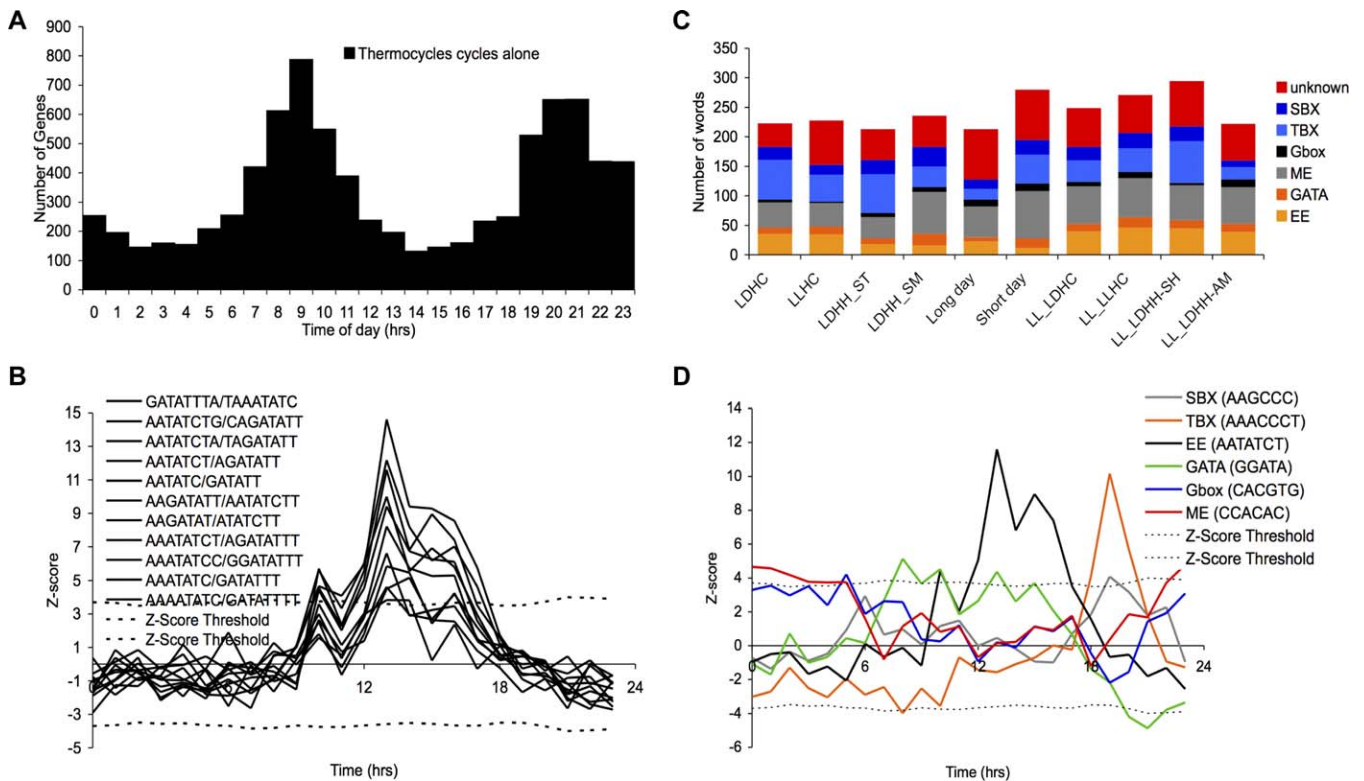 A
Thermocycles cycles alone
Number of Genes
900
800
700
600
500
400
300
200
100
0
0 1 2 3 4 5 6 7 8 9 10 11 12 13 14 15 16 17 18 19 20 21 22 23
Time of day (hrs)
C
Number of words
350
300
250
200
150
100
50
0
LDHC
LLHC
LDHH_ST
LDHH_SM
Long day
Short day
LL_LDHC
LL_LLHC
LL_LDHH-SH
LL_LDHH-AM
unknown
SBX
TBX
Gbox
ME
GATA
EE
B
GATATTTA/TAAATATC
AATATCTG/CAGATATT
AATATCTA/TAGATATT
AATATCT/AGATATT
AATATC/GATATT
AAGATATT/AATATCTT
AAGATAT/ATATCTT
AAATATCT/AGATATTT
AAATATCC/GGATATTT
AAATATC/GATATTT
AAAATATC/GATATTTT
Z-Score Threshold
Z-Score Threshold
Z-score
15
13
11
9
7
5
3
1
-1
-3
-5
0 6 12 18 24
Time (hrs)
D
SBX (AAGCCC)
TBX (AAACCCT)
EE (AATATCT)
GATA (GGATA)
Gbox (CACGTG)
ME (CCACAC)
Z-Score Threshold
Z-Score Threshold
Z-score
14
12
10
8
6
4
2
0
-2
-4
-6
0 6 12 18 24
Time (hrs)